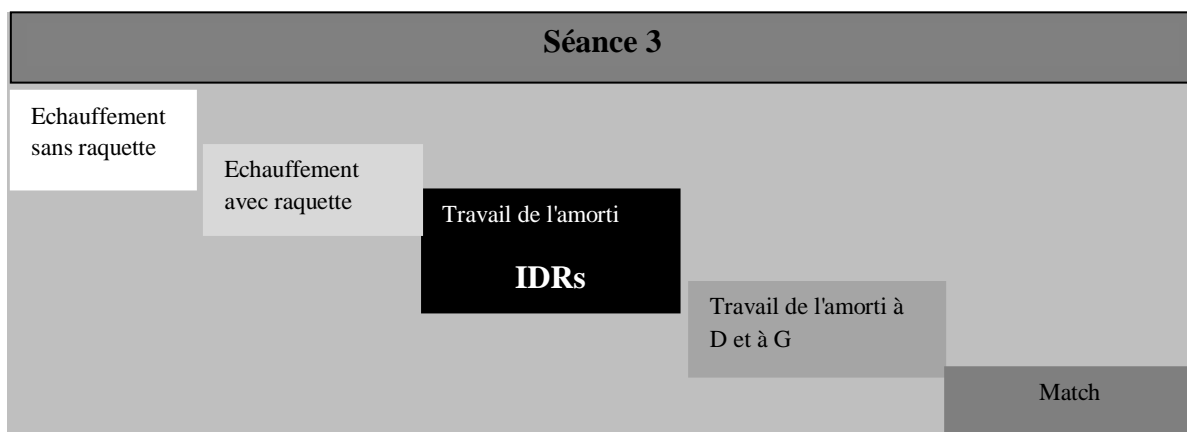 Séance 3
Echauffement
sans raquette
Echauffement
avec raquette
Travail de l'amorti
IDRs
Travail de l'amorti à
D et à G
Match